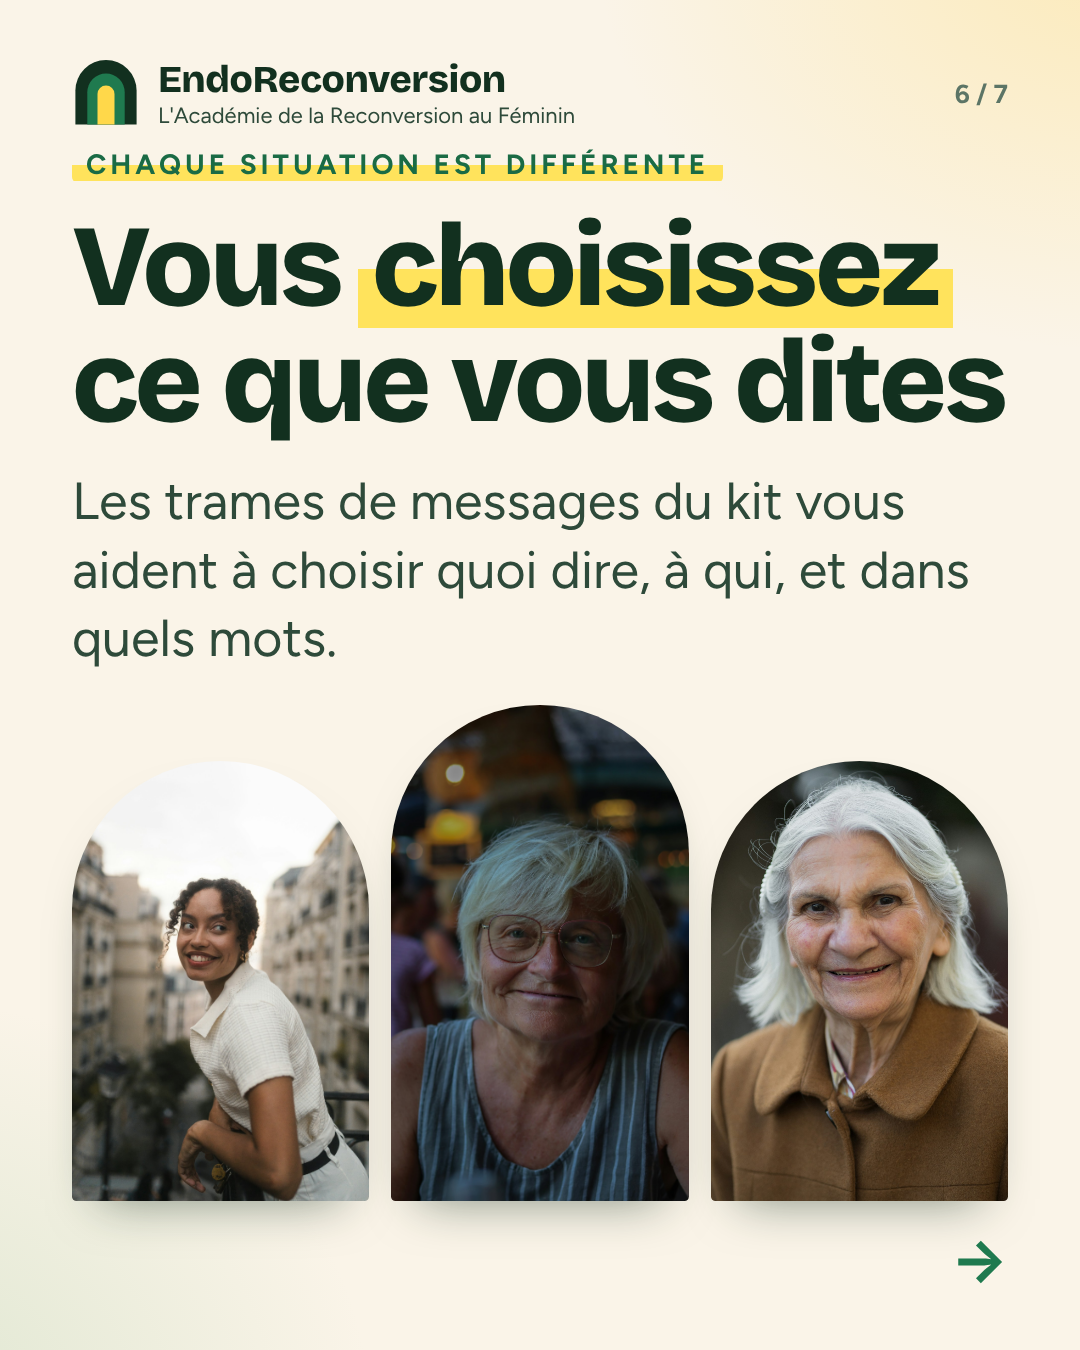 EndoReconversion
L'Académie de la Reconversion au Féminin
6 / 7
CHAQUE SITUATION EST DIFFÉRENTE
Vous choisissez
ce que vous dites
Les trames de messages du kit vous
aident à choisir quoi dire, à qui, et dans
quels mots.